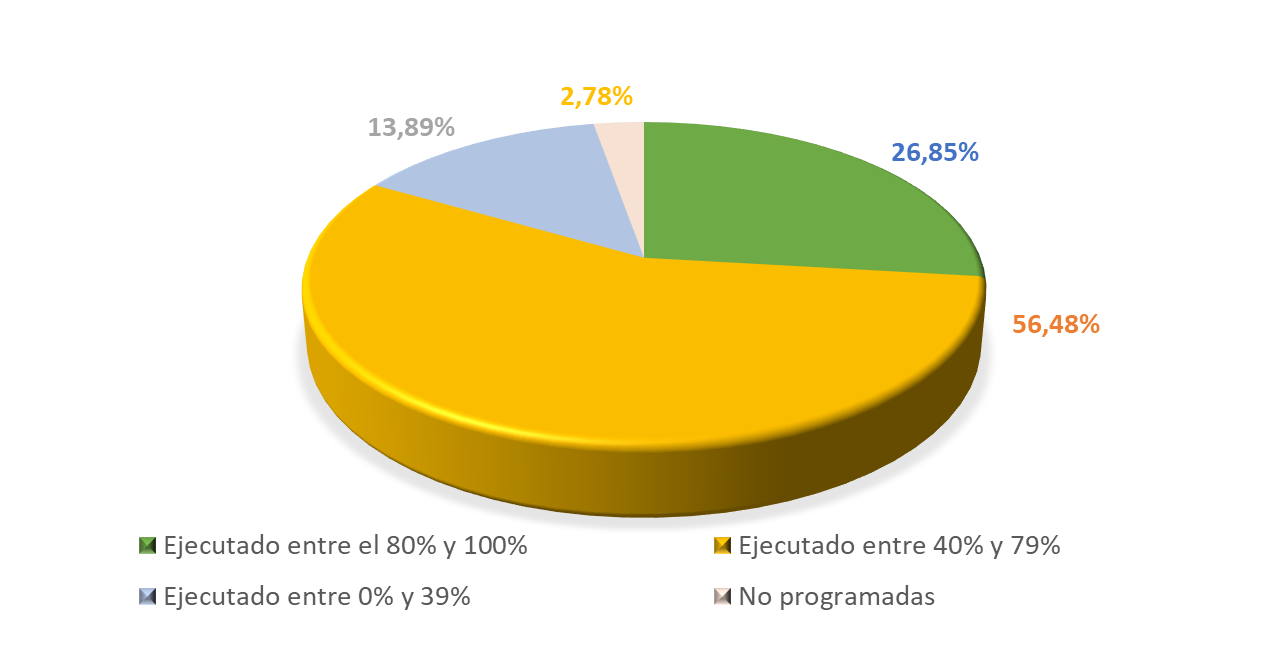 2,78%
13,89%
26,85%
56,48%
Ejecutado entre el 80% y 100%
Ejecutado entre 40% y 79%
Ejecutado entre 0% y 39%
No programadas